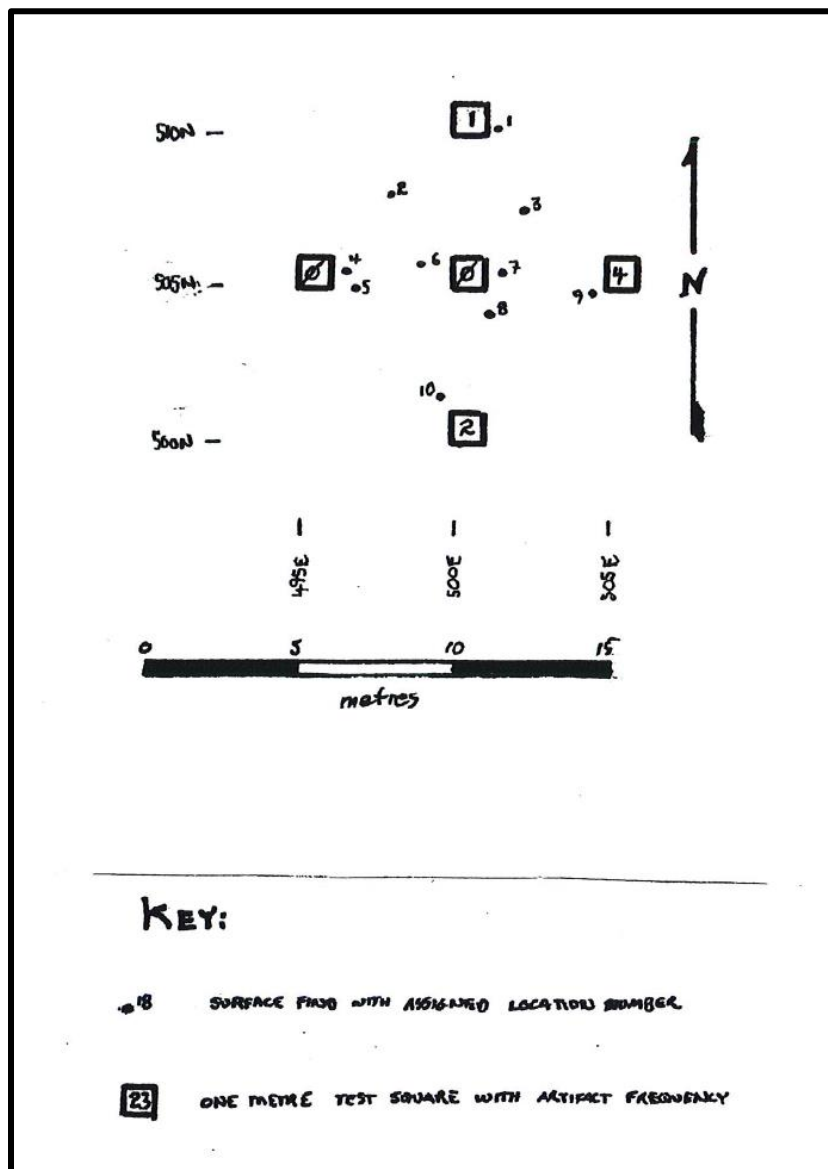 510N –
1
1
2
3
505N –
Ø
4
5
6
Ø
7
8
9
4
N
10
500N –
2
495E
500E
505E
0 5 10 15
metres
KEY:
18 SURFACE FIND WITH ASSIGNED LOCATION NUMBER
23 ONE METRE TEST SQUARE WITH ARTIFACT FREQUENCY